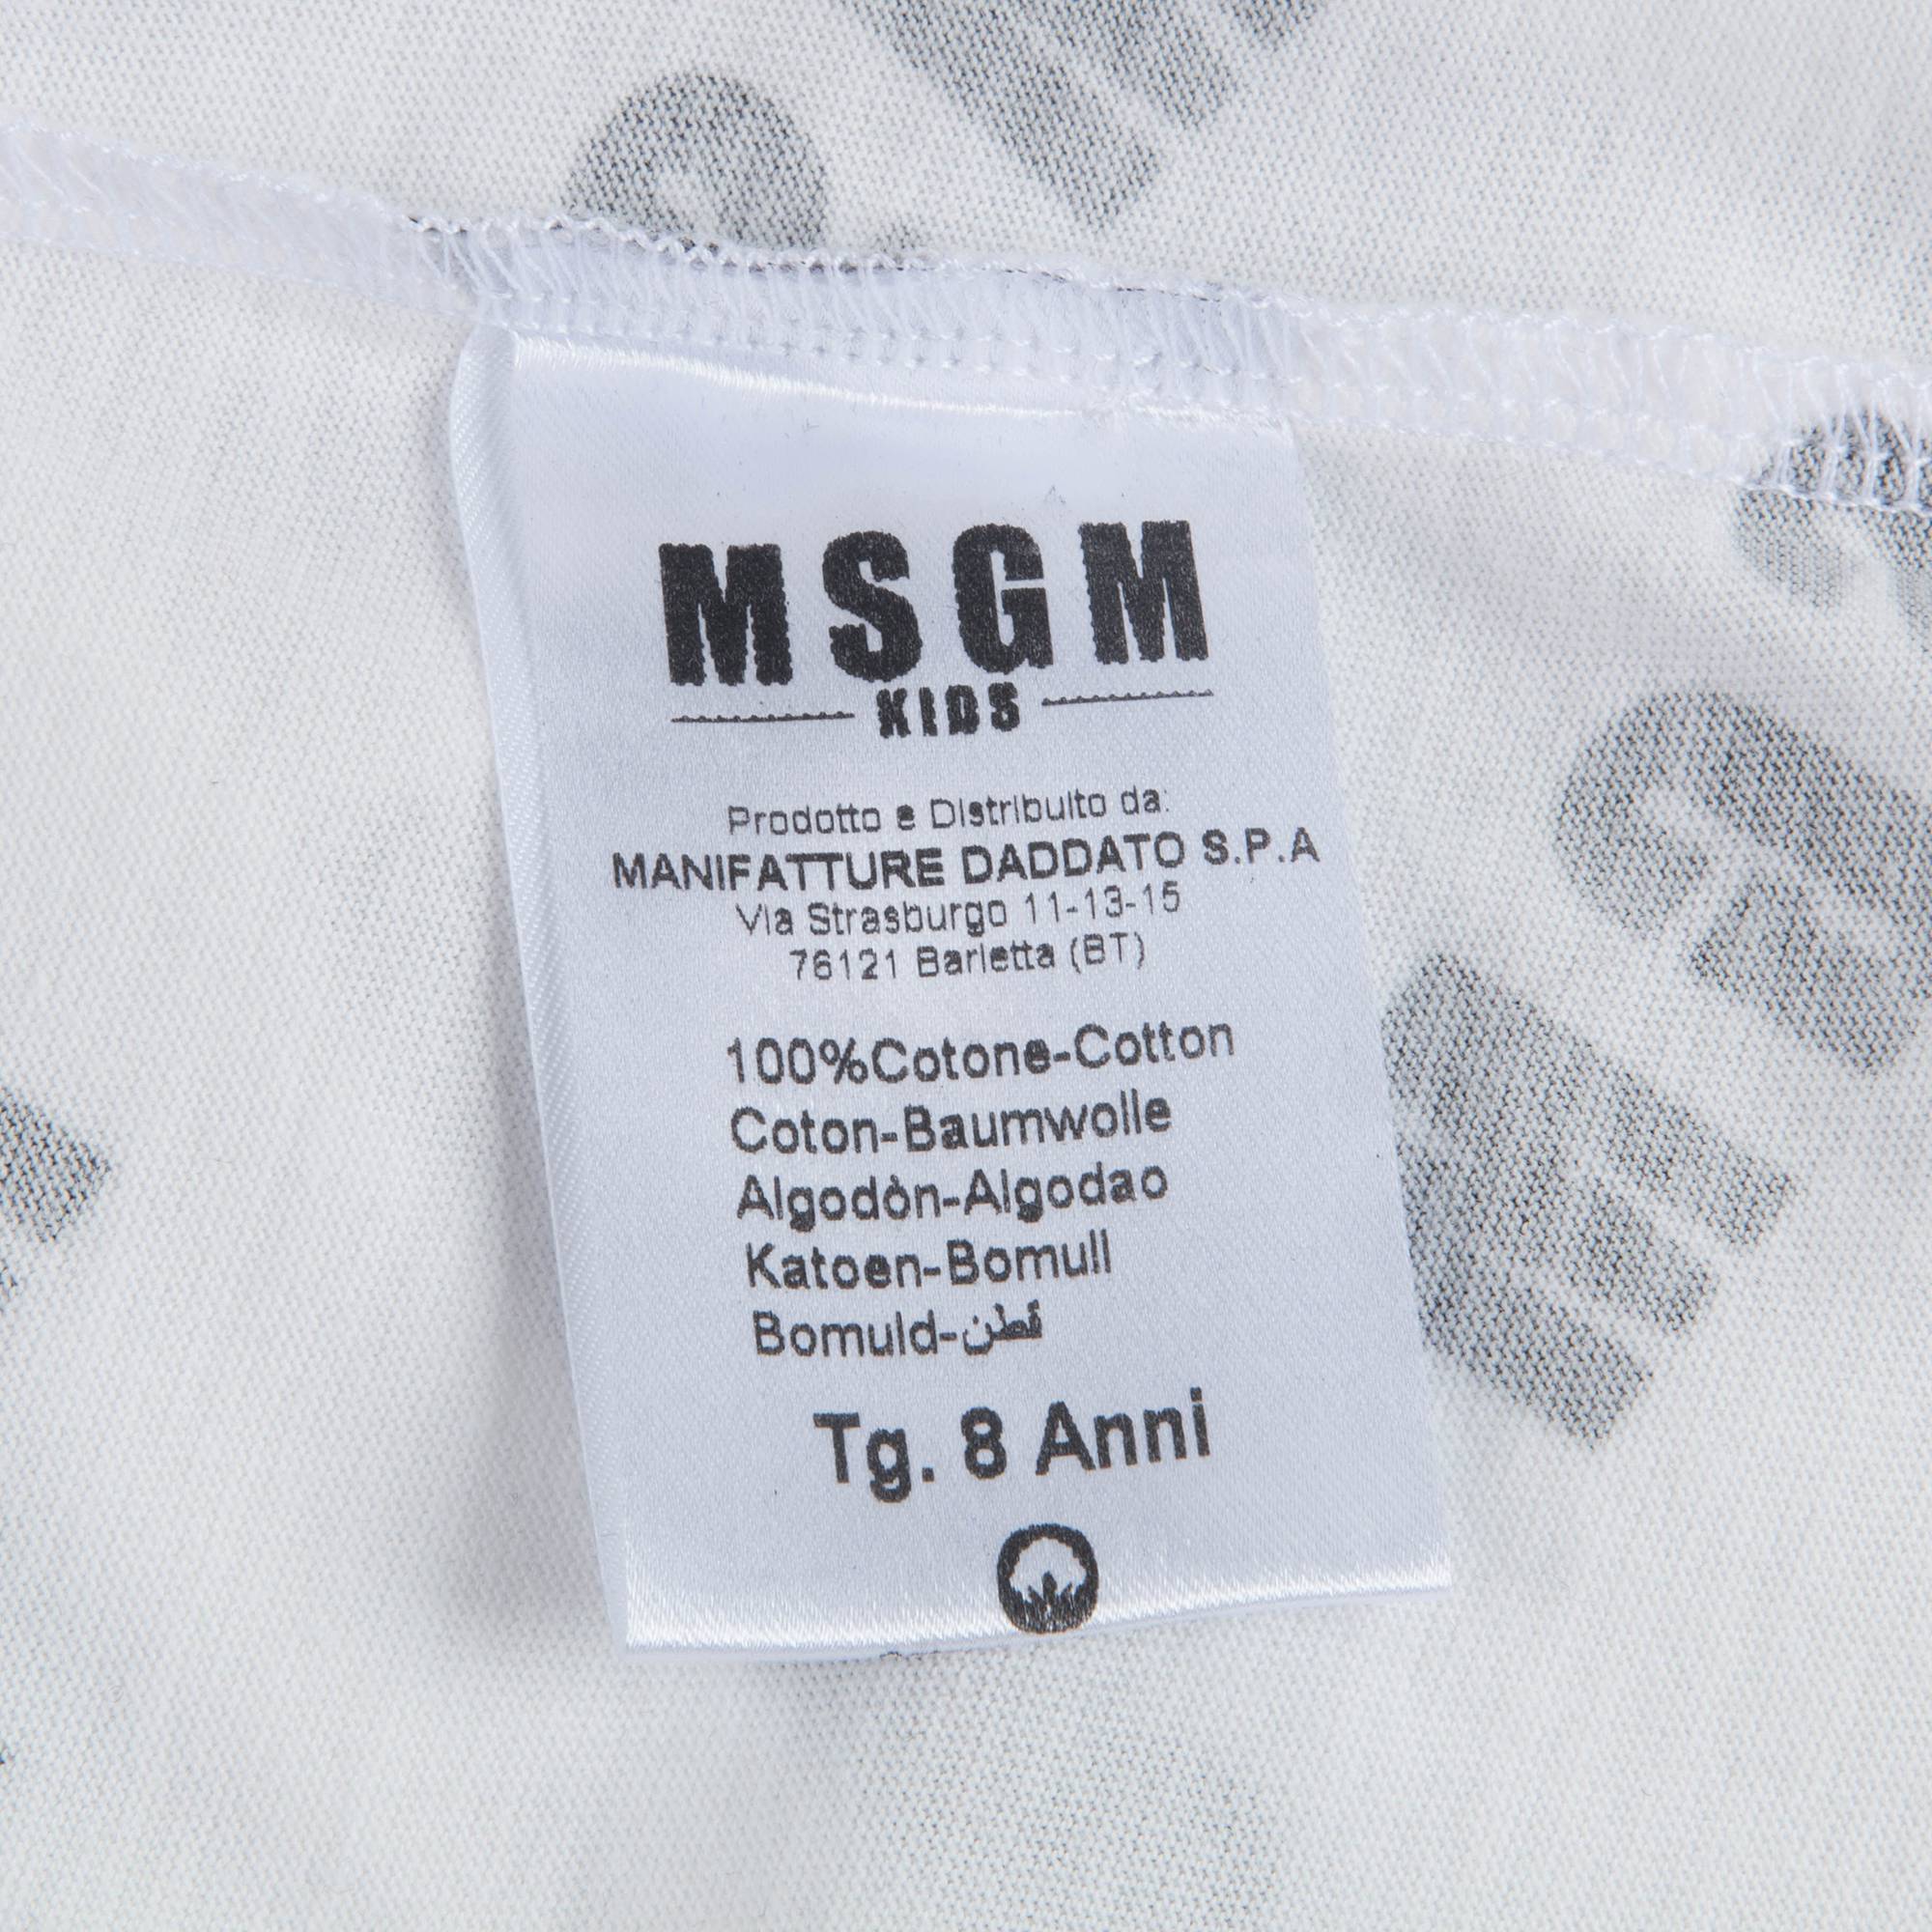 MSGM
KIDS
Prodotto e Distribuito da:
MANIFATTURE DADDATO S.P.A
Via Strasburgo 11-13-15
76121 Barletta (BT)
100%Cotone-Cotton
Coton-Baumwolle
Algodòn-Algodao
Katoen-Bomull
Bomuld-قطن
Tg. 8 Anni